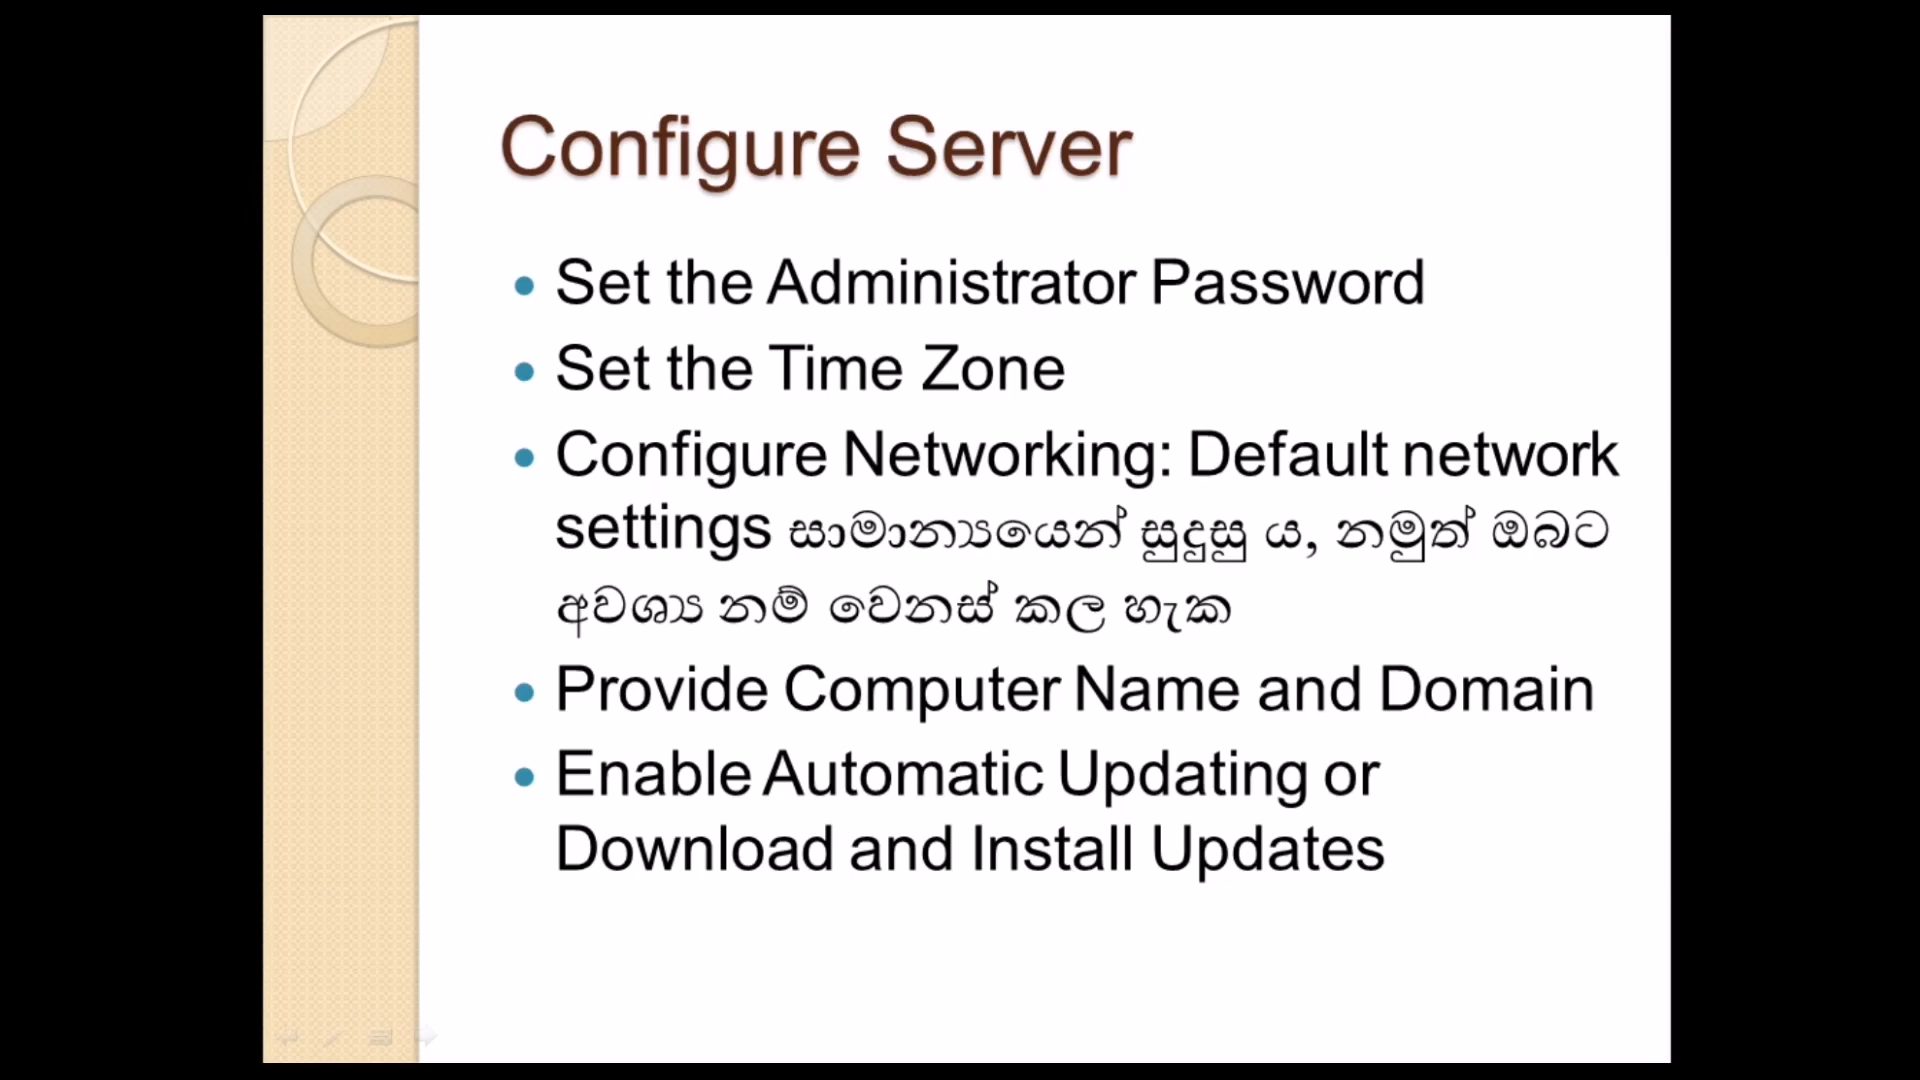 Configure Server
Set the Administrator Password
Set the Time Zone
Configure Networking: Default network
settings සාමාන්‍යයෙන් සුදුසු ය, නමුත් ඔබට
අවශ්‍ය නම් වෙනස් කල හැක
Provide Computer Name and Domain
Enable Automatic Updating or
Download and Install Updates